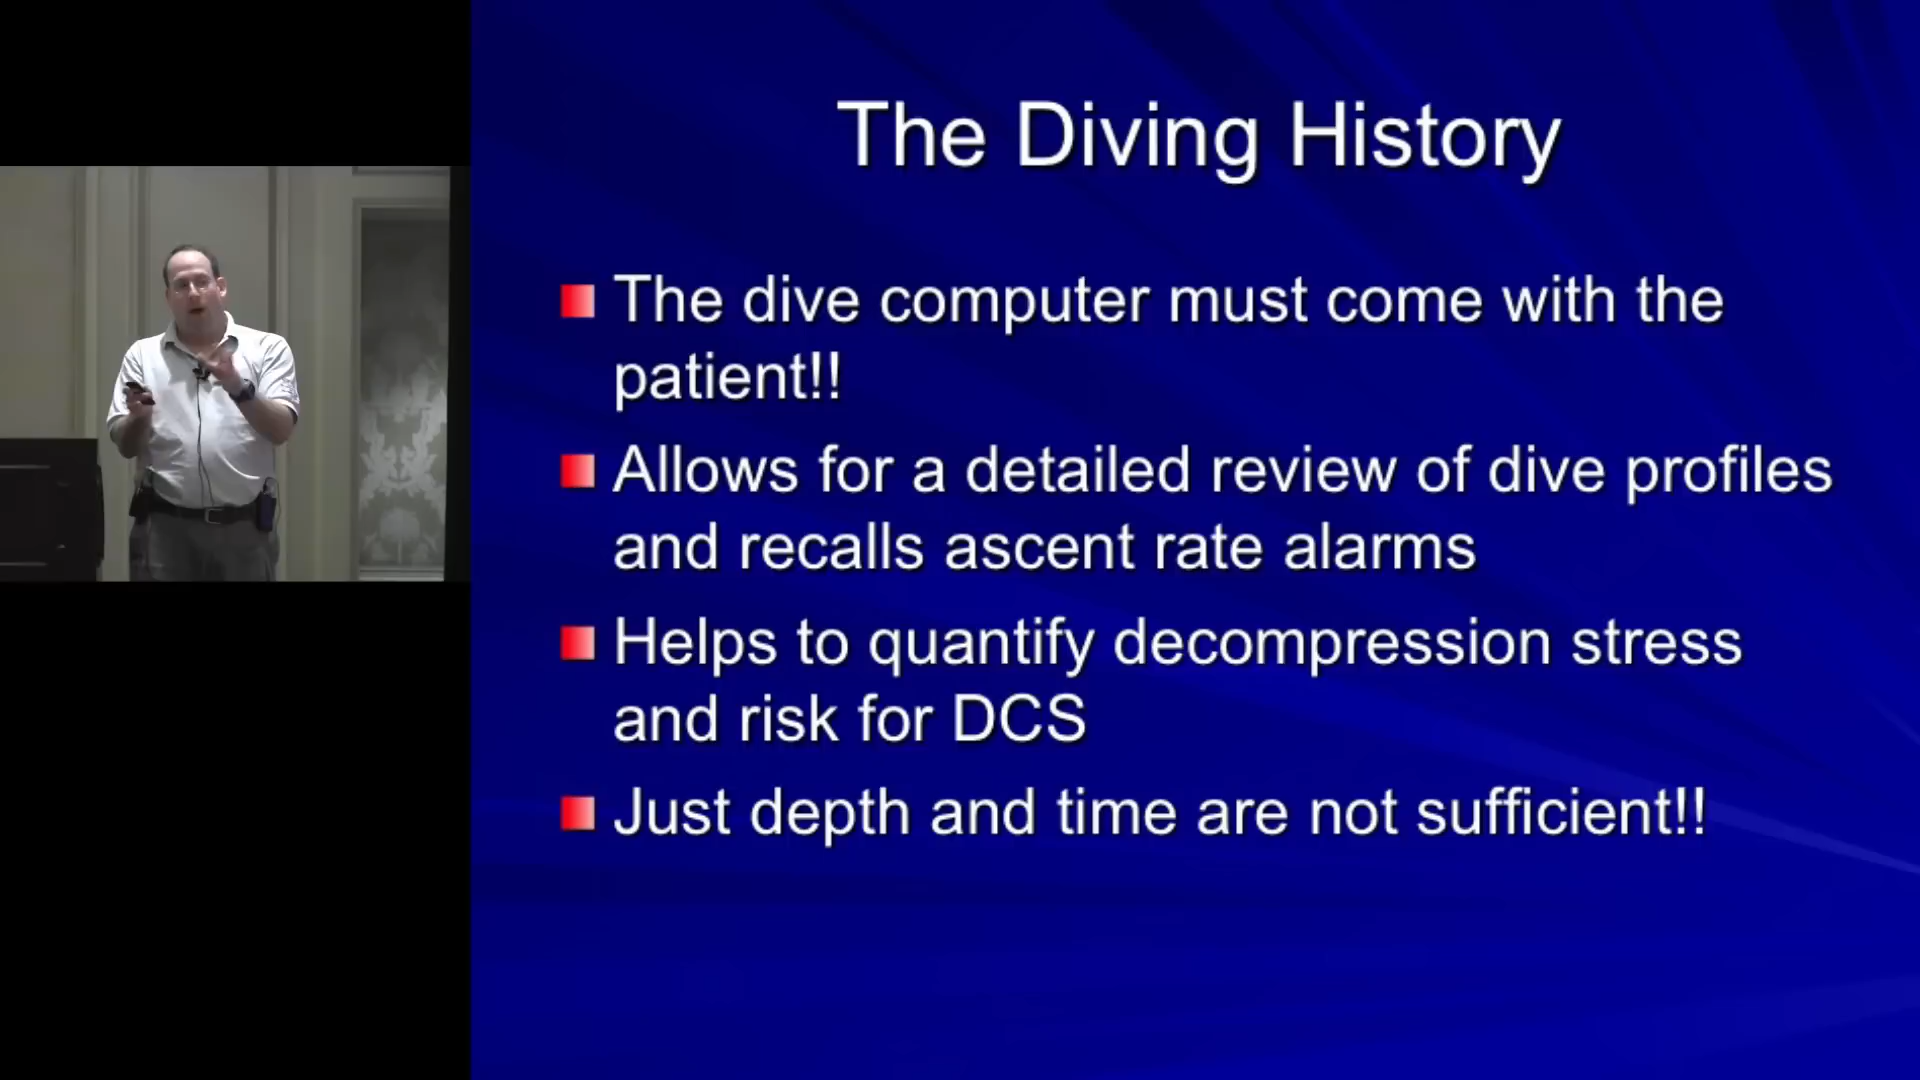 The Diving History
The dive computer must come with the
patient!!
Allows for a detailed review of dive profiles
and recalls ascent rate alarms
Helps to quantify decompression stress
and risk for DCS
Just depth and time are not sufficient!!